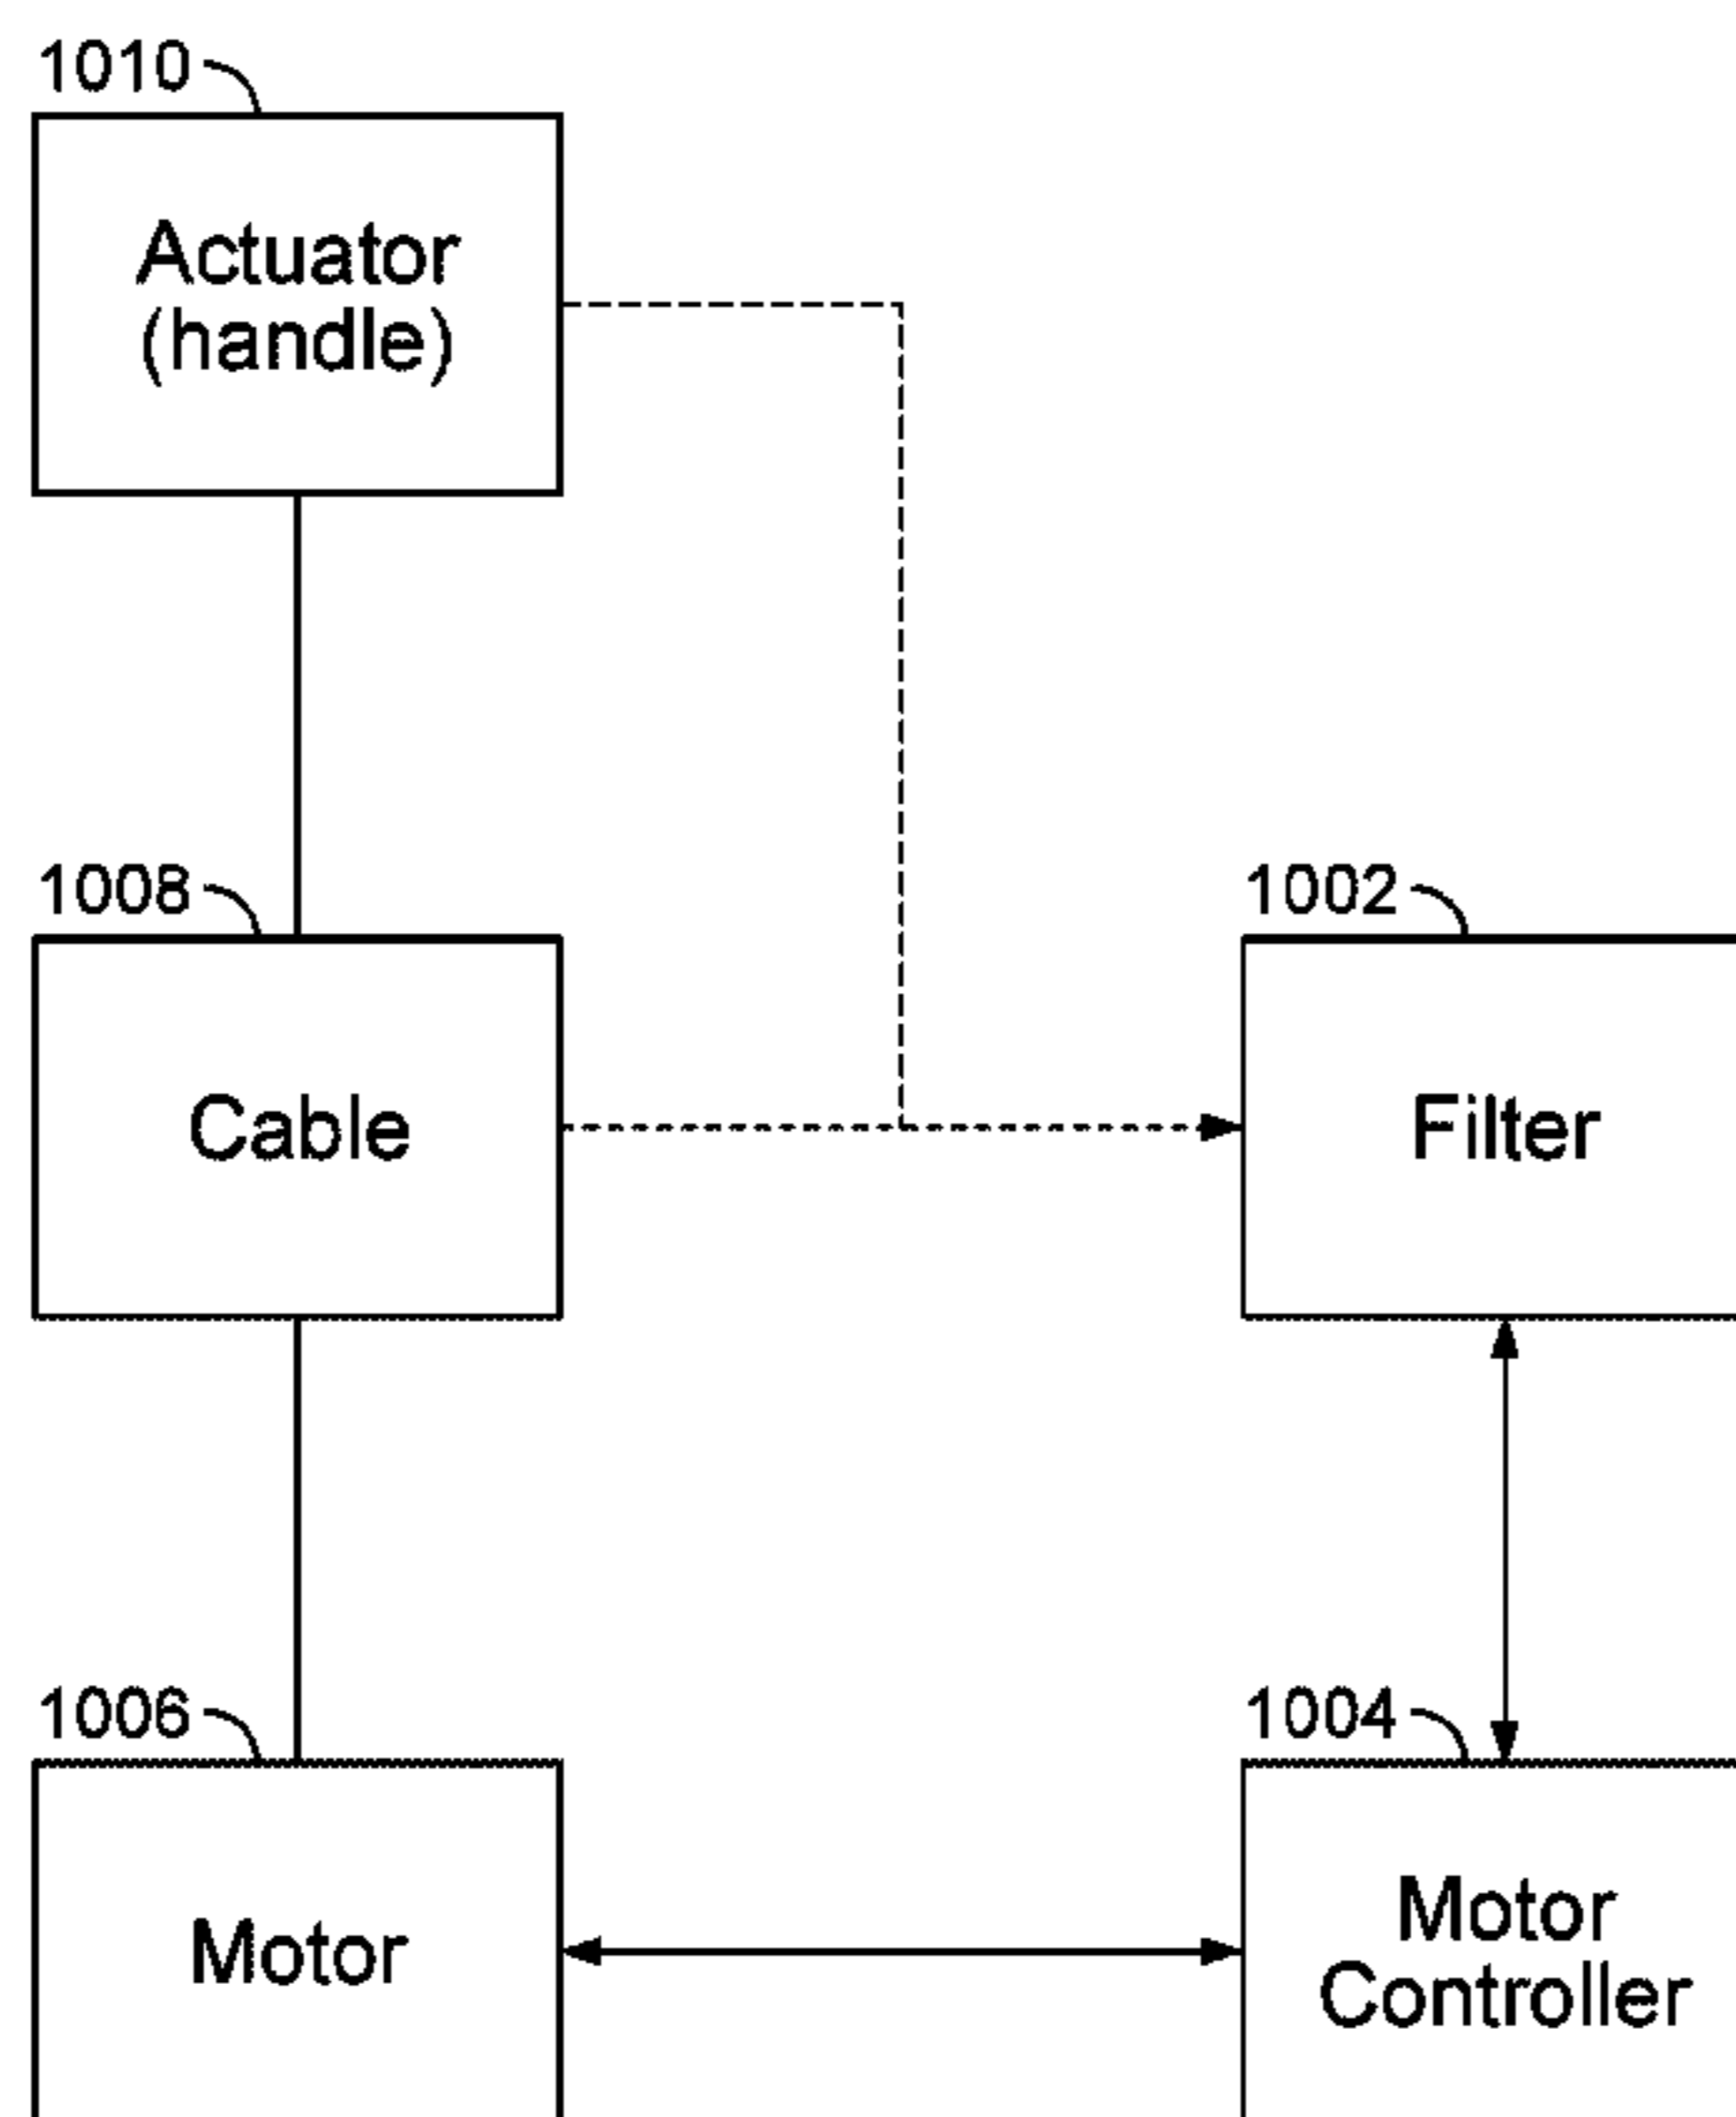 1010
Actuator
(handle)
1008
Cable
1002
Filter
1006
Motor
1004
Motor
Controller